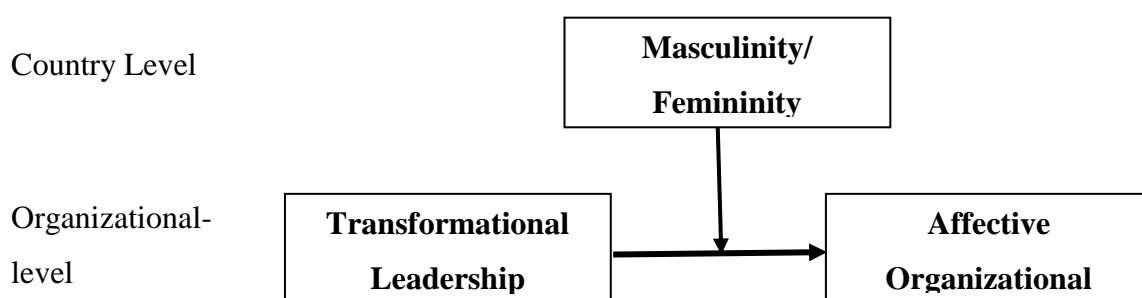 Country Level
Masculinity/
Femininity
Organizational-
level
Transformational
Leadership
Affective
Organizational